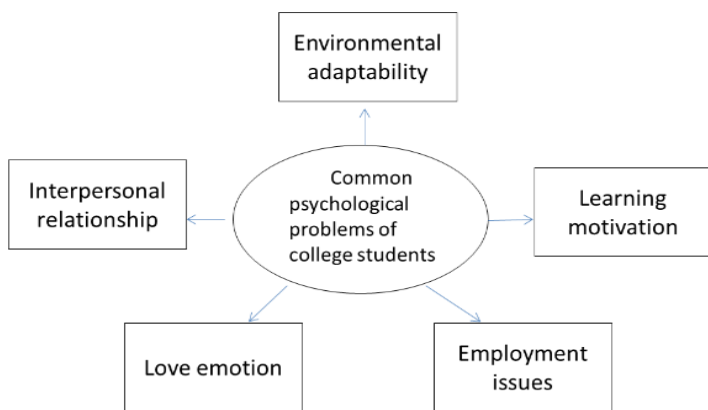 Environmental
adaptability
Interpersonal
relationship
Common
psychological
problems of
college students
Learning
motivation
Love emotion
Employment
issues